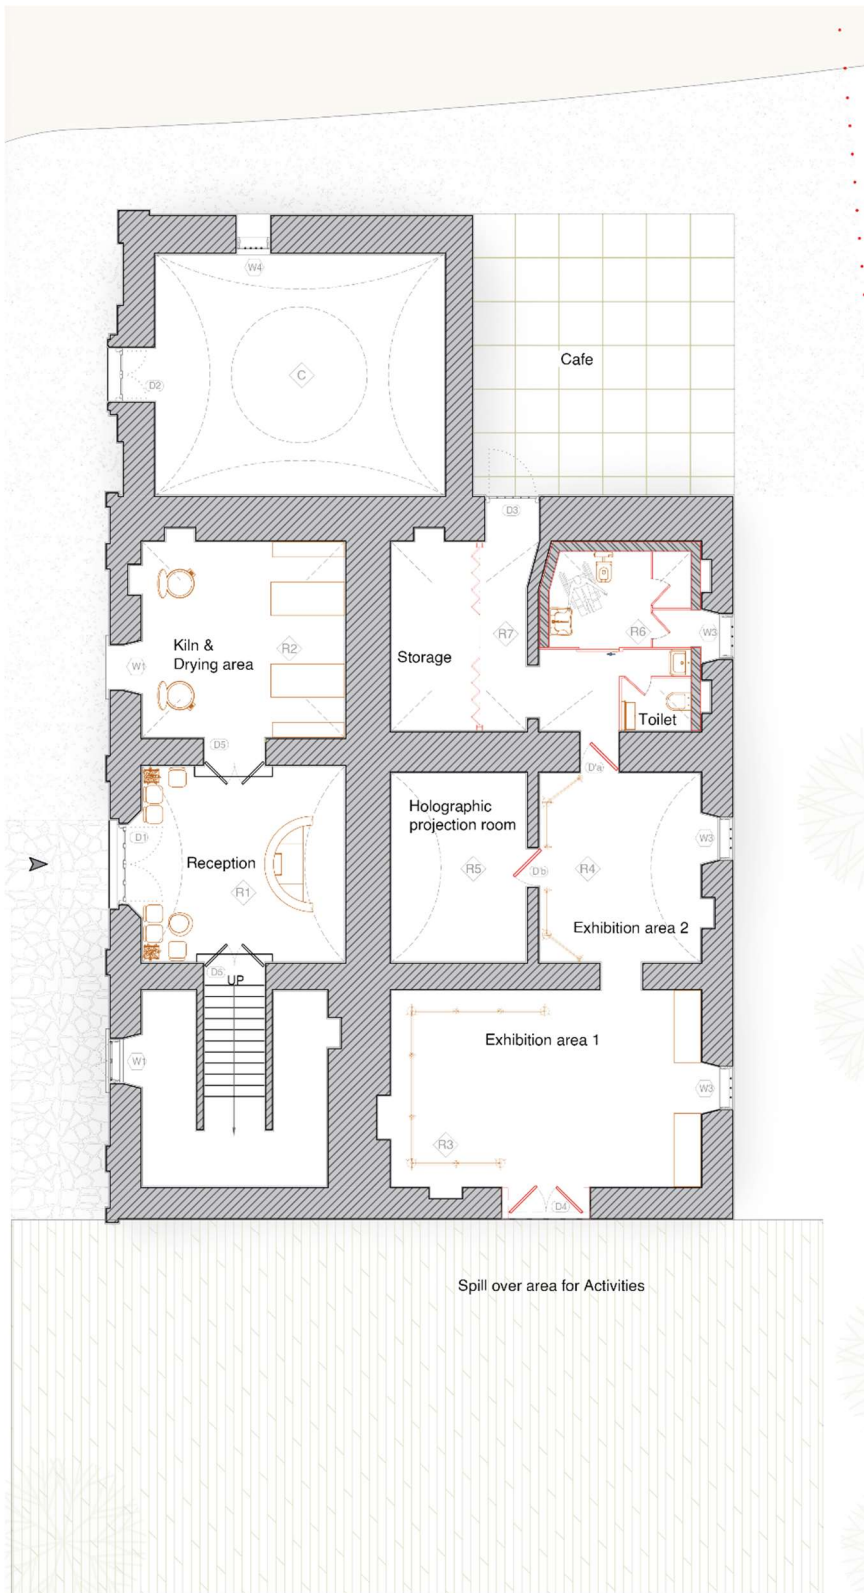 W4
C
D2
Cafe
D3
Kiln &
Drying area
R2
W1
Storage
R7
R6
W3
Toilet
D5
D'a
D1
Reception
R1
Holographic
projection room
R5
D'b
R4
W3
Exhibition area 2
D6
UP
W1
Exhibition area 1
W3
R3
D4
Spill over area for Activities